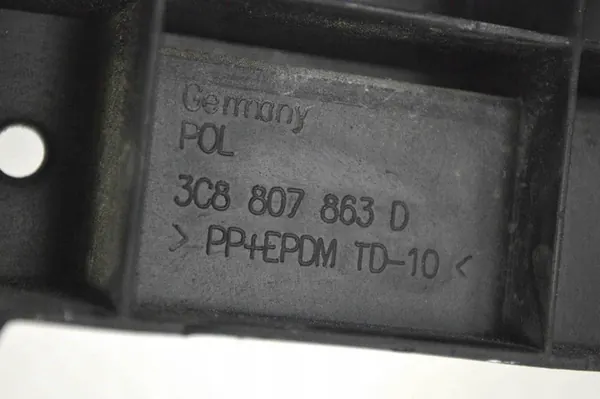 Germany
POL
3C8 807 863 D
> PP+EPDM TD-10 <